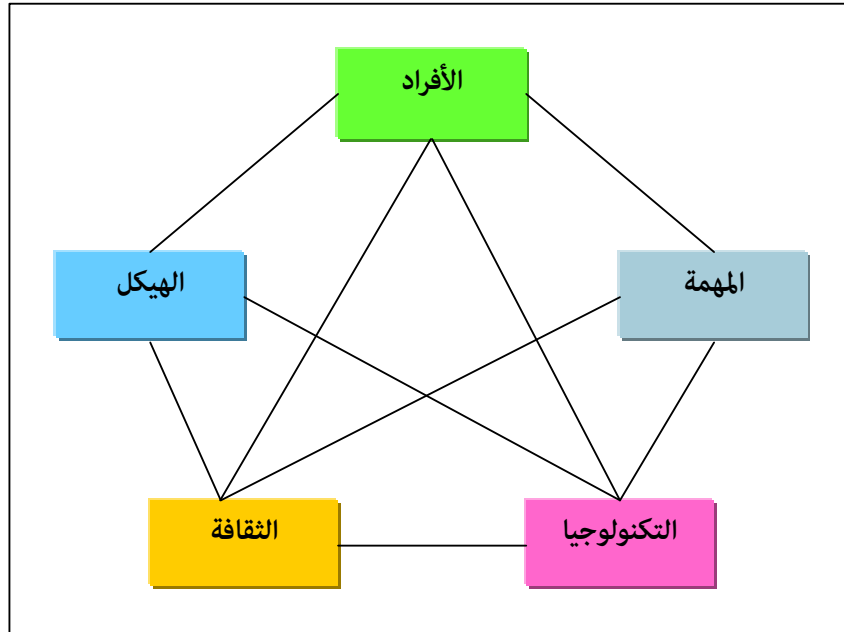 الأفراد
المهمة
الهيكل
التكنولوجيا
الثقافة